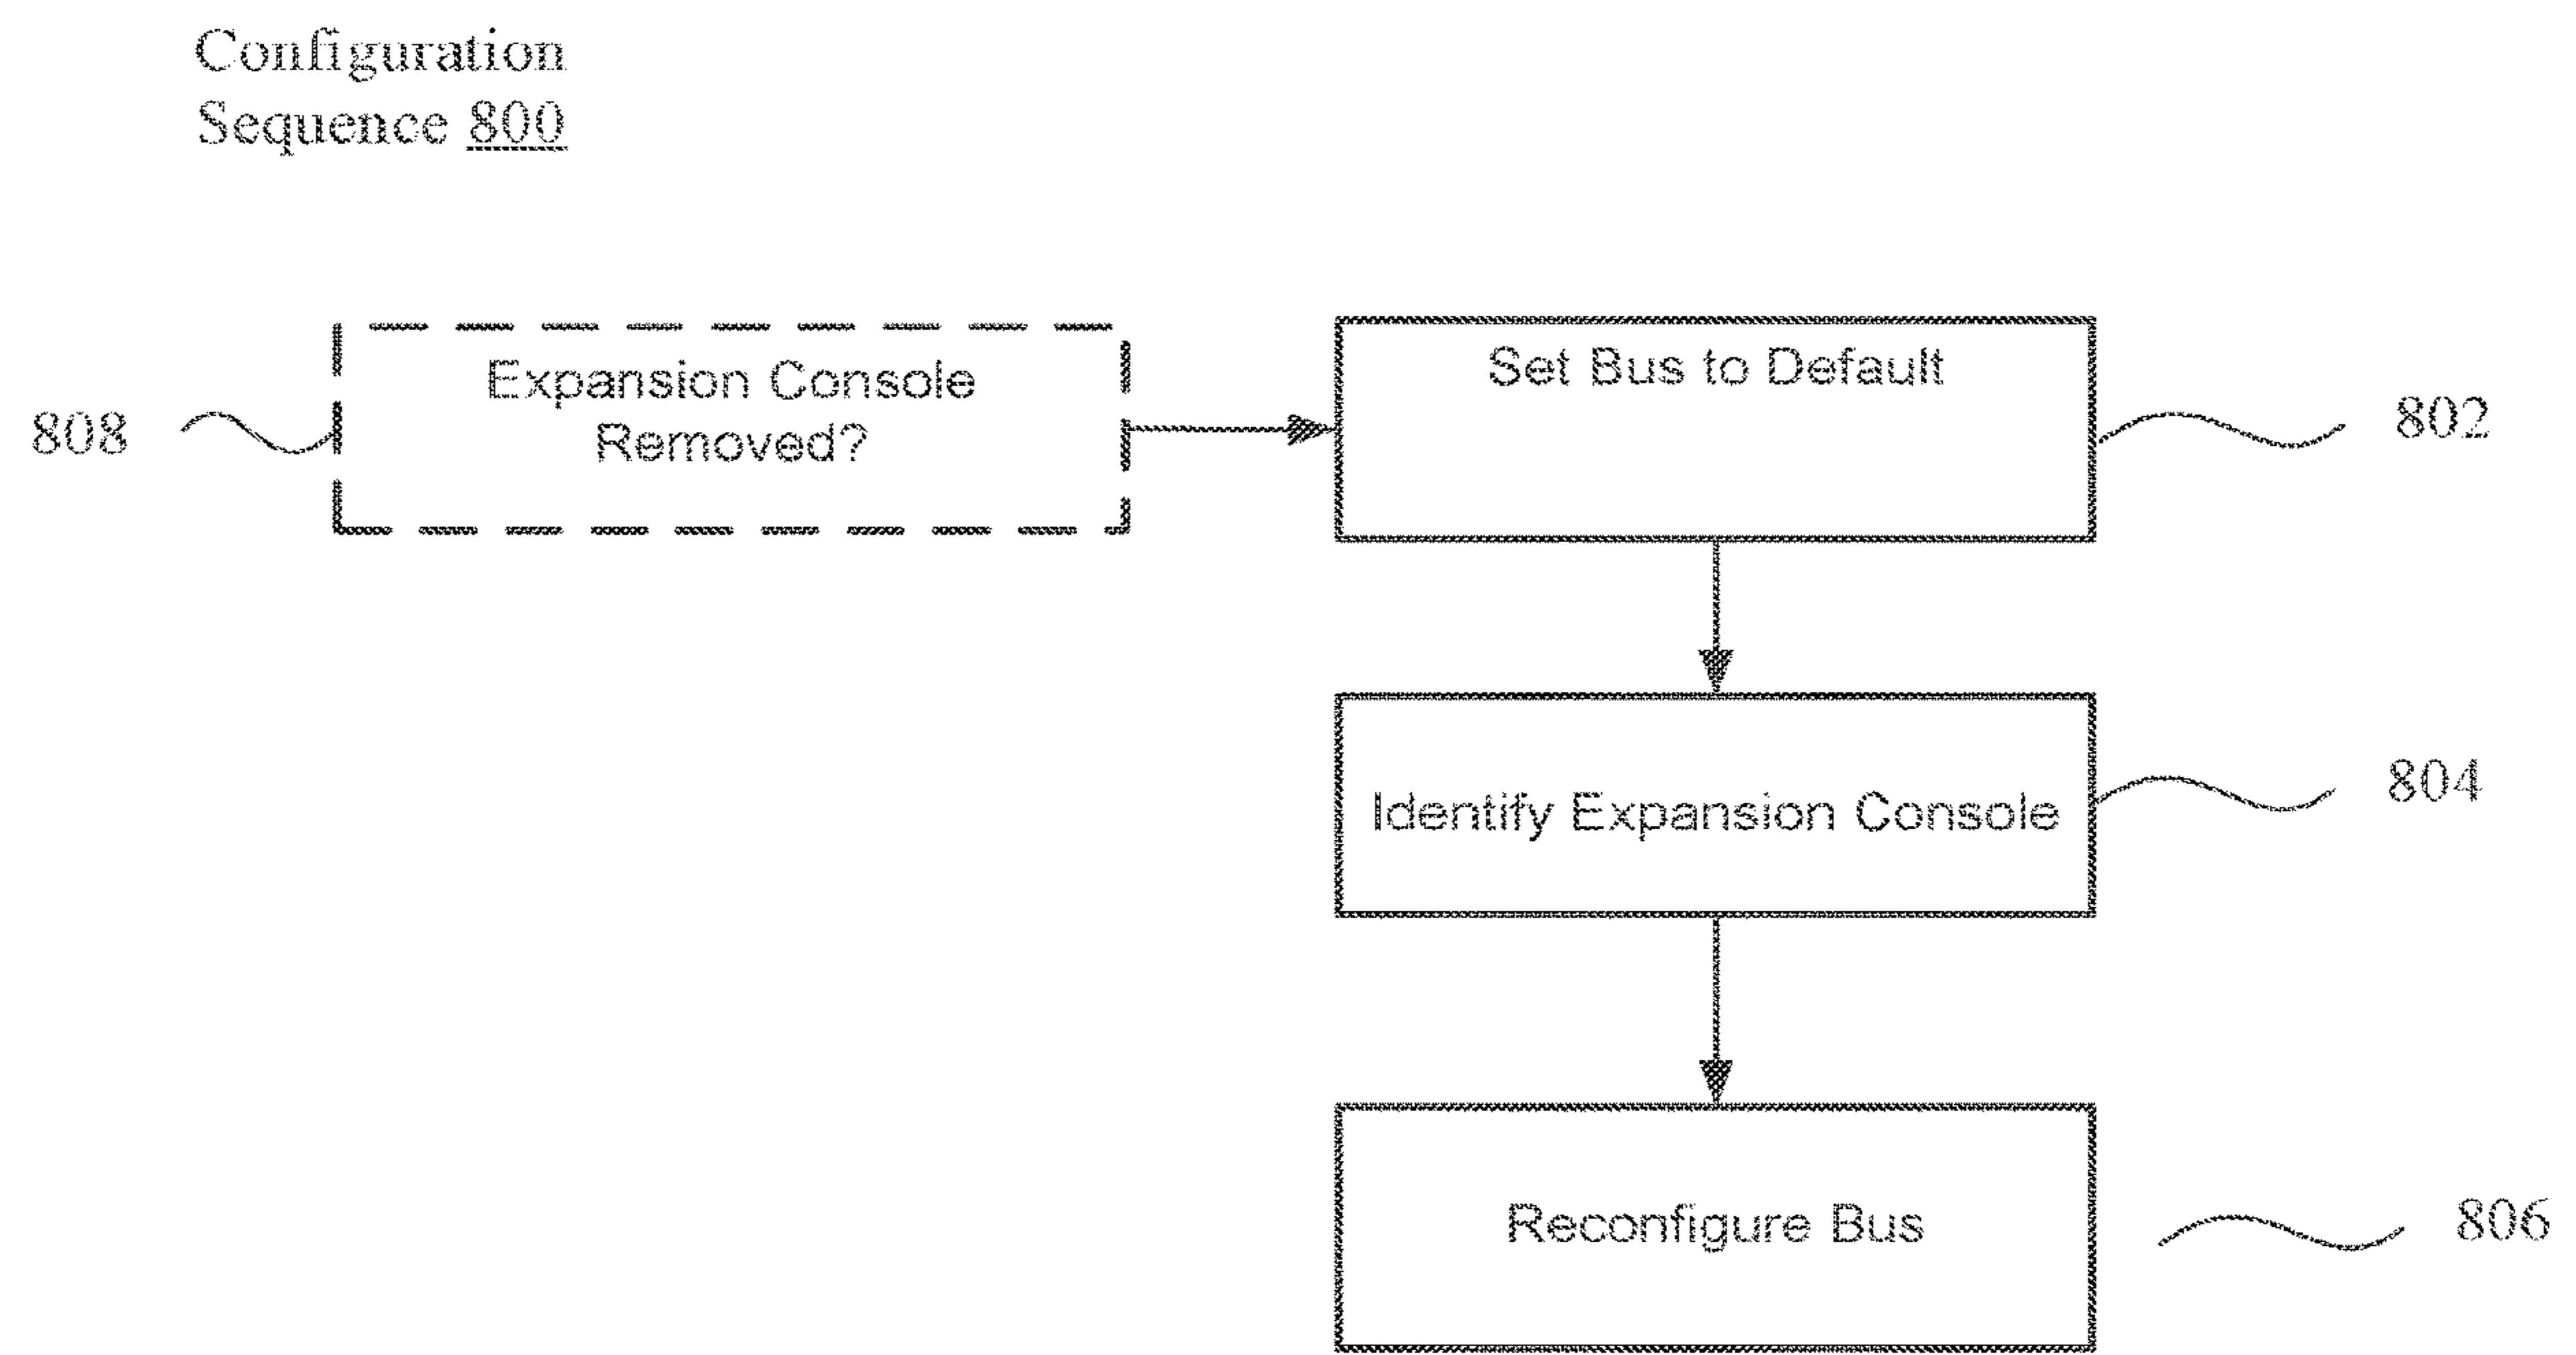 Configuration
Sequence 800
Expansion Console
Removed?
808
Set Bus to Default
802
Identify Expansion Console
804
Reconfigure Bus
806